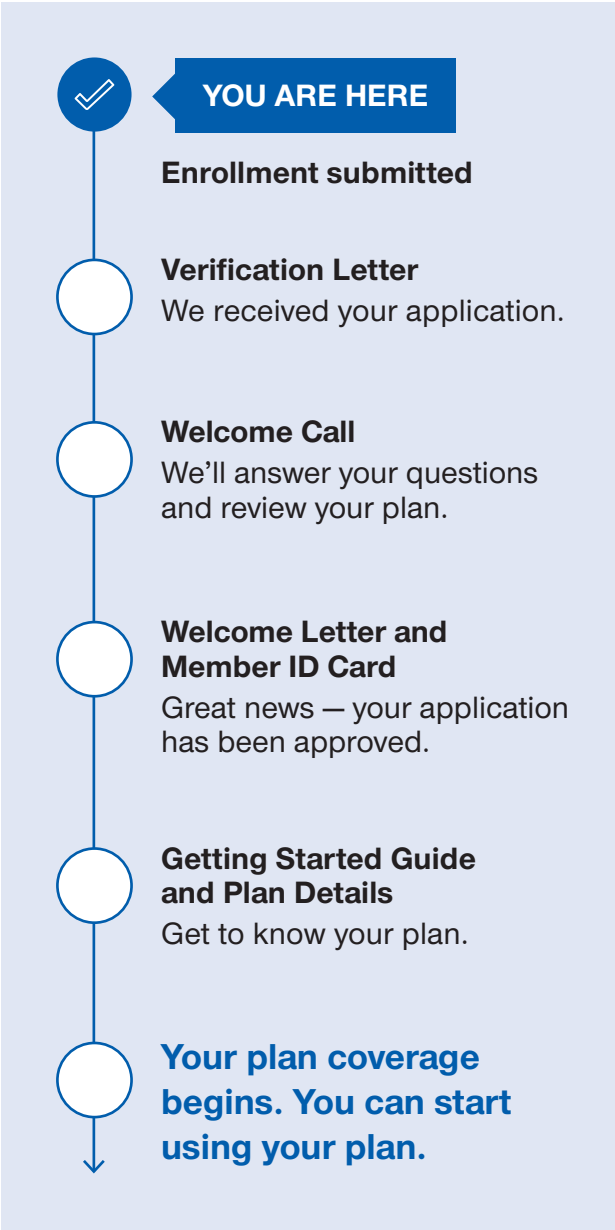 YOU ARE HERE
Enrollment submitted
Verification Letter
We received your application.
Welcome Call
We’ll answer your questions
and review your plan.
Welcome Letter and
Member ID Card
Great news — your application
has been approved.
Getting Started Guide
and Plan Details
Get to know your plan.
Your plan coverage
begins. You can start
using your plan.